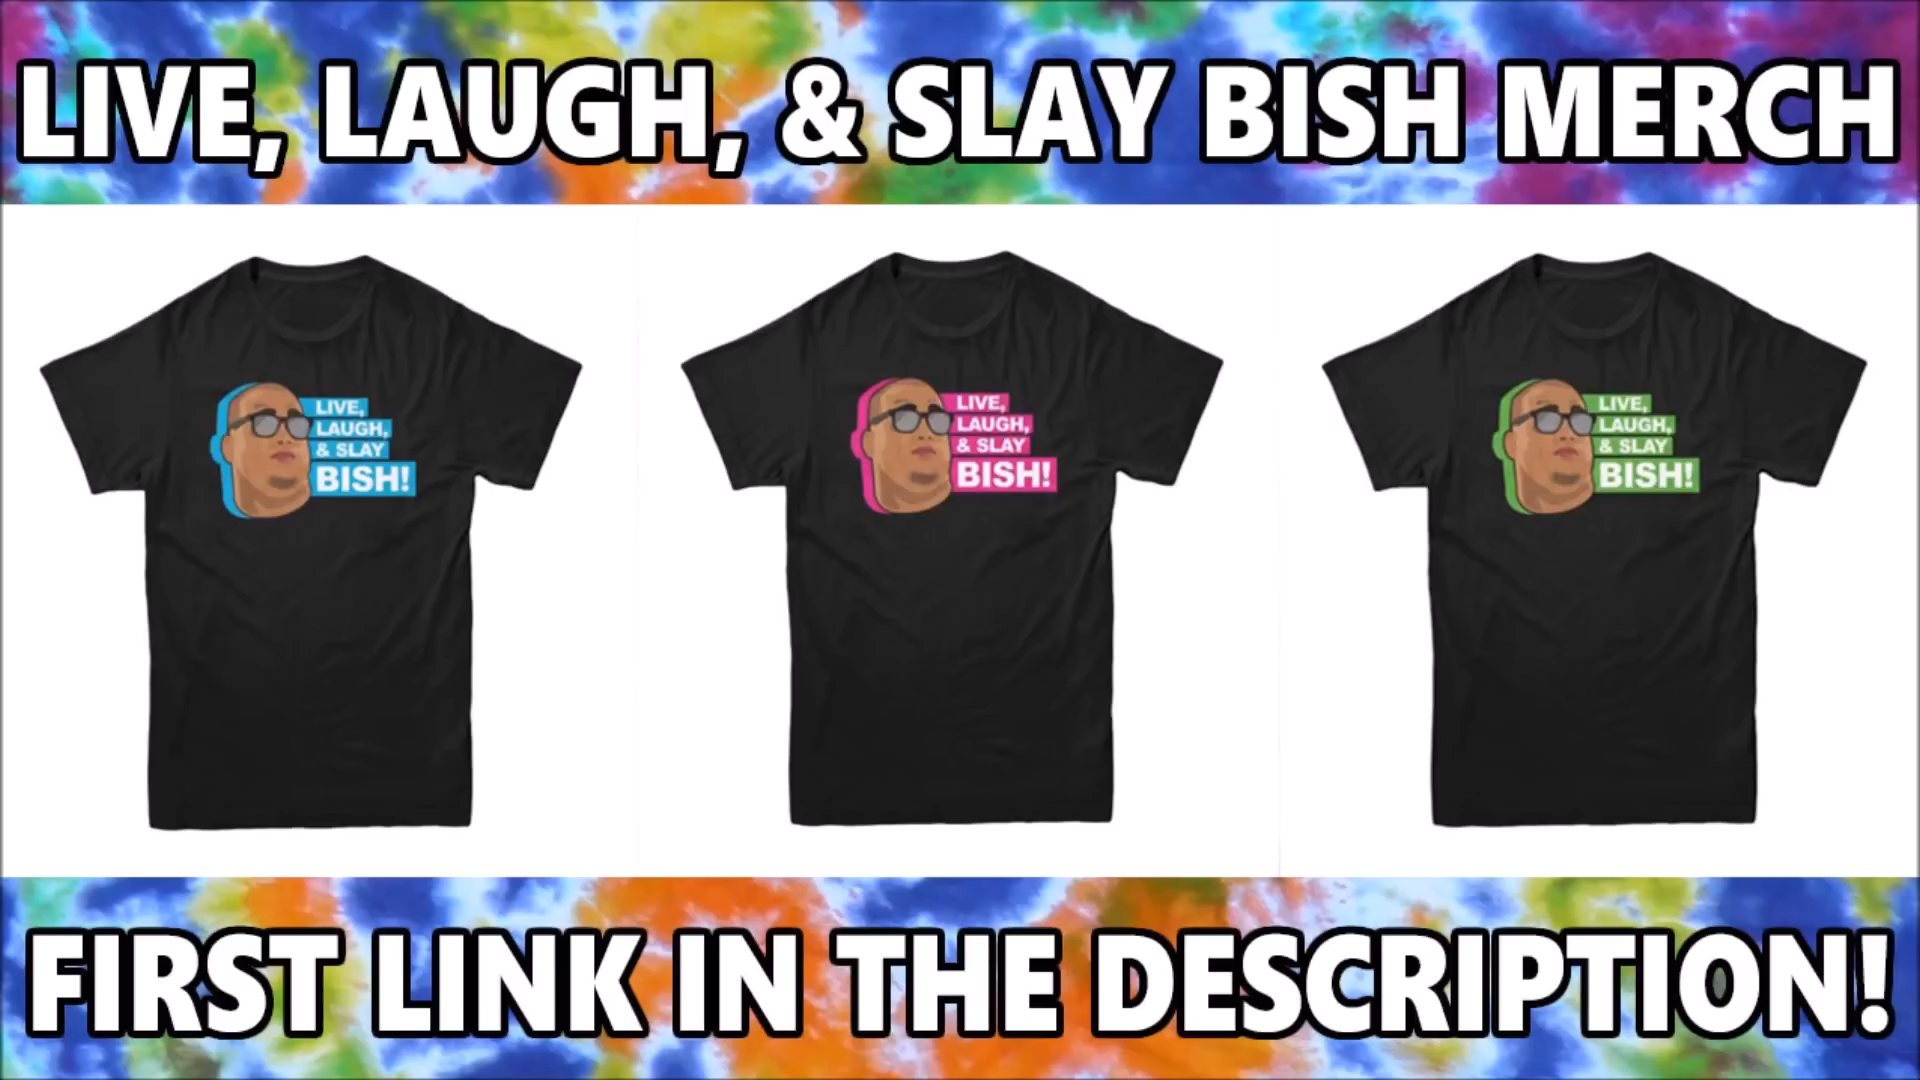 LIVE, LAUGH, & SLAY BISH MERCH
LIVE,
LAUGH,
& SLAY
BISH!
LIVE,
LAUGH,
& SLAY
BISH!
LIVE,
LAUGH,
& SLAY
BISH!
FIRST LINK IN THE DESCRIPTION!